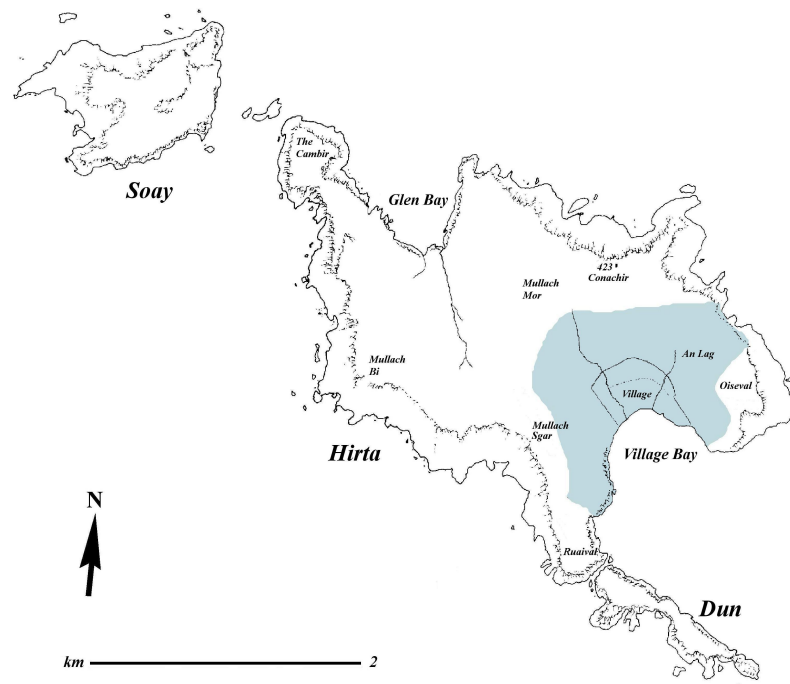 The
Cambir
Soay
Glen Bay
423
Conachir
Mullach
Mor
An Lag
Mullach
Bi
Oiseval
Village
Mullach
Sgar
Hirta
Village Bay
N
Ruaival
Dun
km
2